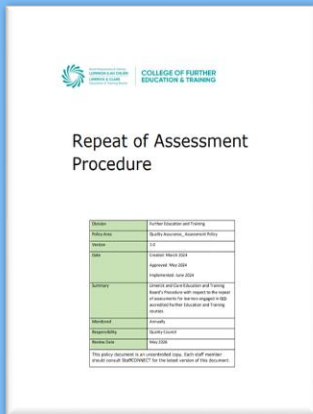 LUIMNIGH & AN CHLÁIR
LIMERICK & CLARE
COLLEGE OF FURTHER
EDUCATION & TRAINING
Repeat of Assessment
Procedure
Division Further Education and Training
Policy Area Quality Assurance_ Assessment Policy
Version 1.0
Date Created: March 2024
Approved: May 2024
Implemented: June 2024
Summary Limerick and Clare Education and Training
Board's Procedure with respect to the repeat
of assessments for learners engaged in QQI
accredited Further Education and Training
courses
Monitored Annually
Responsibility Quality Council
Review Date May 2026
This policy document is an uncontrolled copy. Each staff member
should consult StaffCONNECT for the latest version of this document.